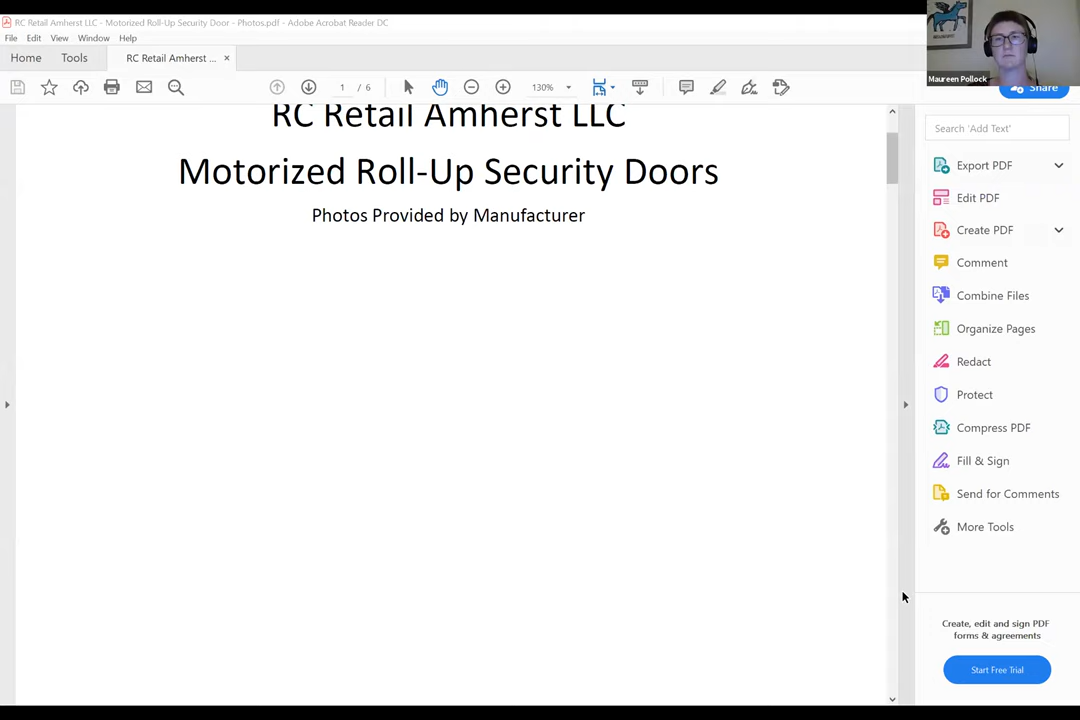 RC Retail Amherst LLC - Motorized Roll-Up Security Door - Photos.pdf - Adobe Acrobat Reader DC
File Edit View Window Help
Home Tools RC Retail Amherst ... ×
1 / 6 130% Share
Maureen Pollock
RC Retail Amherst LLC
Motorized Roll-Up Security Doors
Photos Provided by Manufacturer
Search 'Add Text'
Export PDF
Edit PDF
Create PDF
Comment
Combine Files
Organize Pages
Redact
Protect
Compress PDF
Fill & Sign
Send for Comments
More Tools
Create, edit and sign PDF
forms & agreements
Start Free Trial